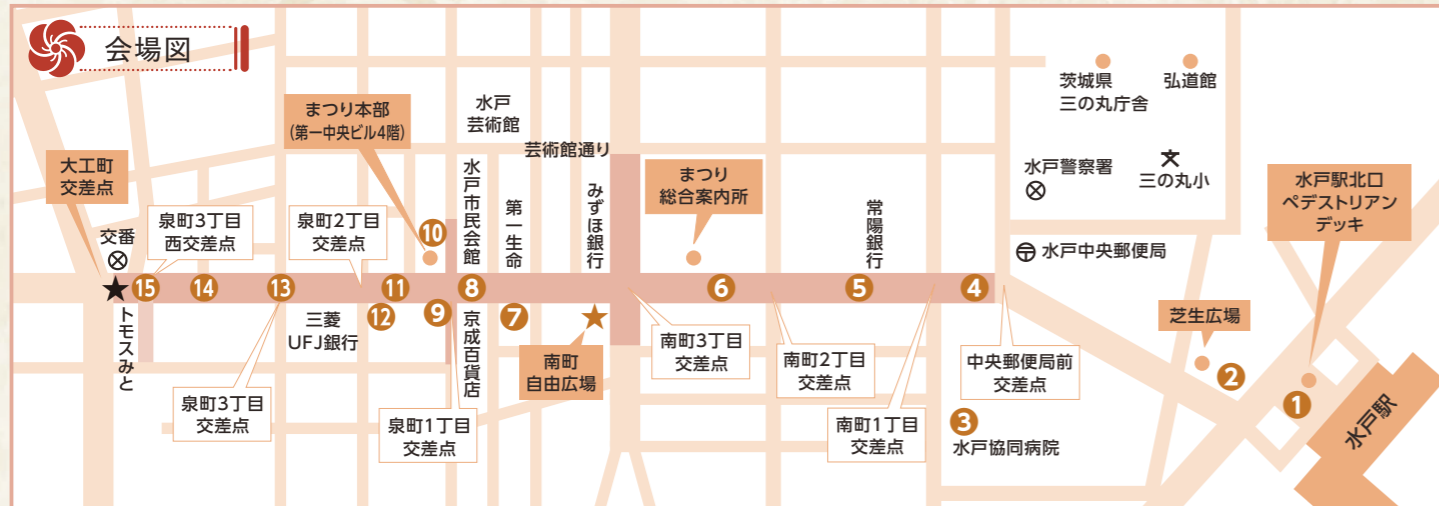 会場図
茨城県
三の丸庁舎
弘道館
まつり本部
(第一中央ビル4階)
水戸
芸術館
芸術館通り
大工町
交差点
水戸警察署
文
三の丸小
まつり
総合案内所
水戸駅北口
ペデストリアン
デッキ
泉町3丁目
西交差点
泉町2丁目
交差点
水戸市民会館
第一生命
みずほ銀行
常陽銀行
交番
水戸中央郵便局
10
15
14
13
11
8
6
5
4
12
9
7
トモスみと
三菱
UFJ銀行
京成百貨店
南町
自由広場
南町3丁目
交差点
南町2丁目
交差点
中央郵便局前
交差点
芝生広場
2
1
水戸駅
泉町3丁目
交差点
泉町1丁目
交差点
南町1丁目
交差点
3
水戸協同病院